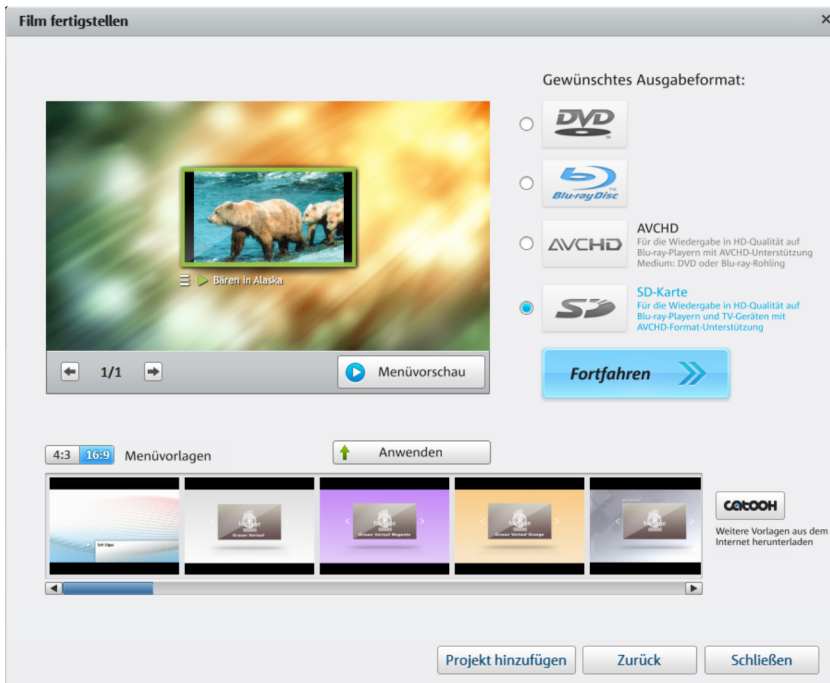 Film fertigstellen
Gewünschtes Ausgabeformat:
DVD
Blu-ray Disc
AVCHD
AVCHD
Für die Wiedergabe in HD-Qualität auf
Blu-ray-Playern mit AVCHD-Unterstützung
Medium: DVD oder Blu-ray-Rohling
SD
SD-Karte
Für die Wiedergabe in HD-Qualität auf
Blu-ray-Playern und TV-Geräten mit
AVCHD-Format-Unterstützung
Bären in Alaska
1/1
Menüvorschau
Fortfahren
4:3
16:9
Menüvorlagen
Anwenden
Grauer Verlauf
Grauer Verlauf Magenta
Grauer Verlauf Orange
catooh
Weitere Vorlagen aus dem
Internet herunterladen
Projekt hinzufügen
Zurück
Schließen